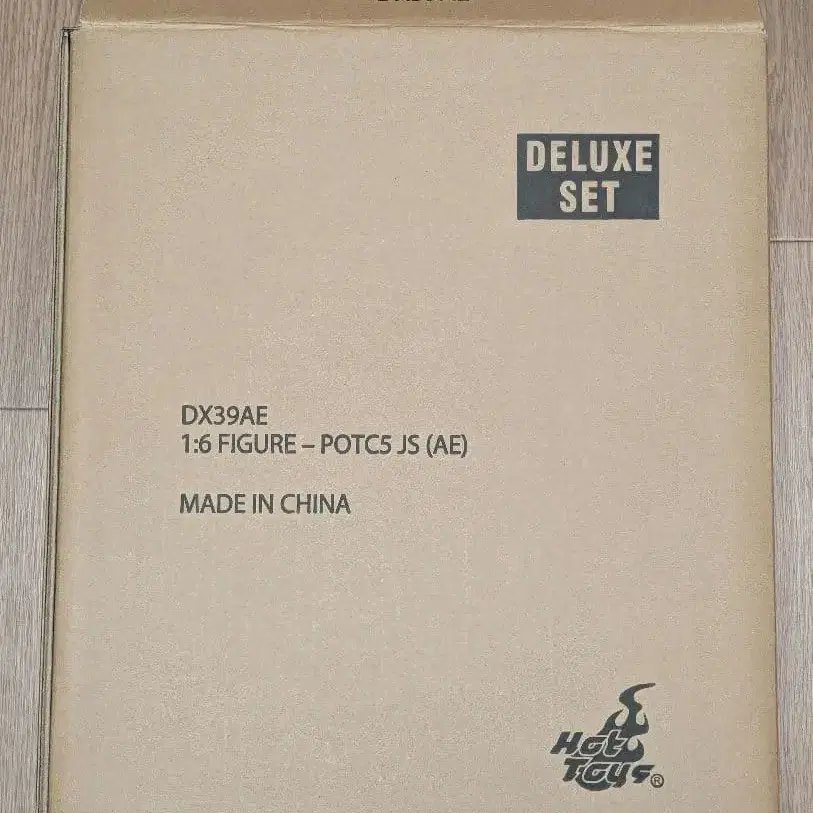 DELUXE
SET
DX39AE
1:6 FIGURE – POTC5 JS (AE)
MADE IN CHINA
Hot
Toys®